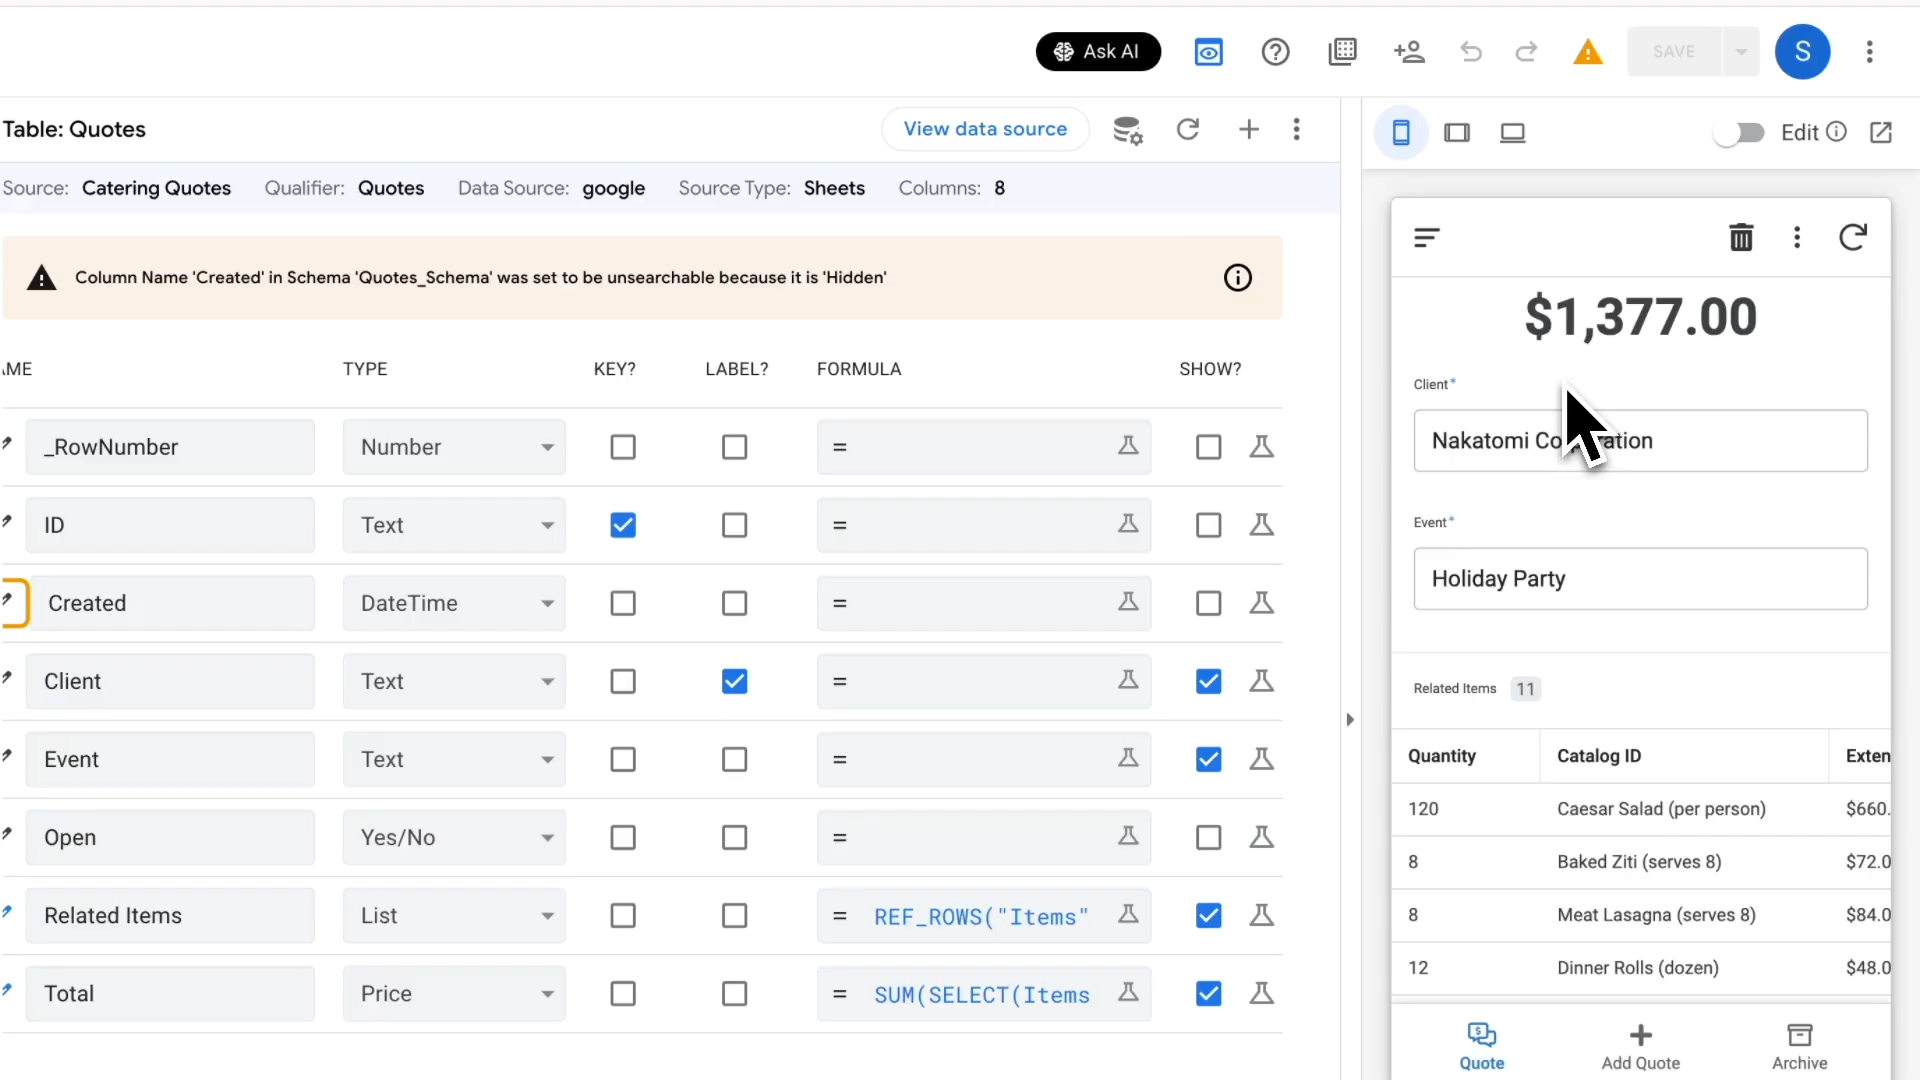 Ask AI
SAVE
S
Table: Quotes
View data source
Edit
Source: Catering Quotes Qualifier: Quotes Data Source: google Source Type: Sheets Columns: 8
Column Name 'Created' in Schema 'Quotes_Schema' was set to be unsearchable because it is 'Hidden'
TYPE KEY? LABEL? FORMULA SHOW?
_RowNumber Number =
ID Text =
Created DateTime =
Client Text =
Event Text =
Open Yes/No =
Related Items List = REF_ROWS("Items"
Total Price = SUM(SELECT(Items
$1,377.00
Client*
Nakatomi
Event*
Holiday Party
Related Items 11
Quantity Catalog ID Exten
120 Caesar Salad (per person) $660.
8 Baked Ziti (serves 8) $72.0
8 Meat Lasagna (serves 8) $84.0
12 Dinner Rolls (dozen) $48.0
Quote Add Quote Archive